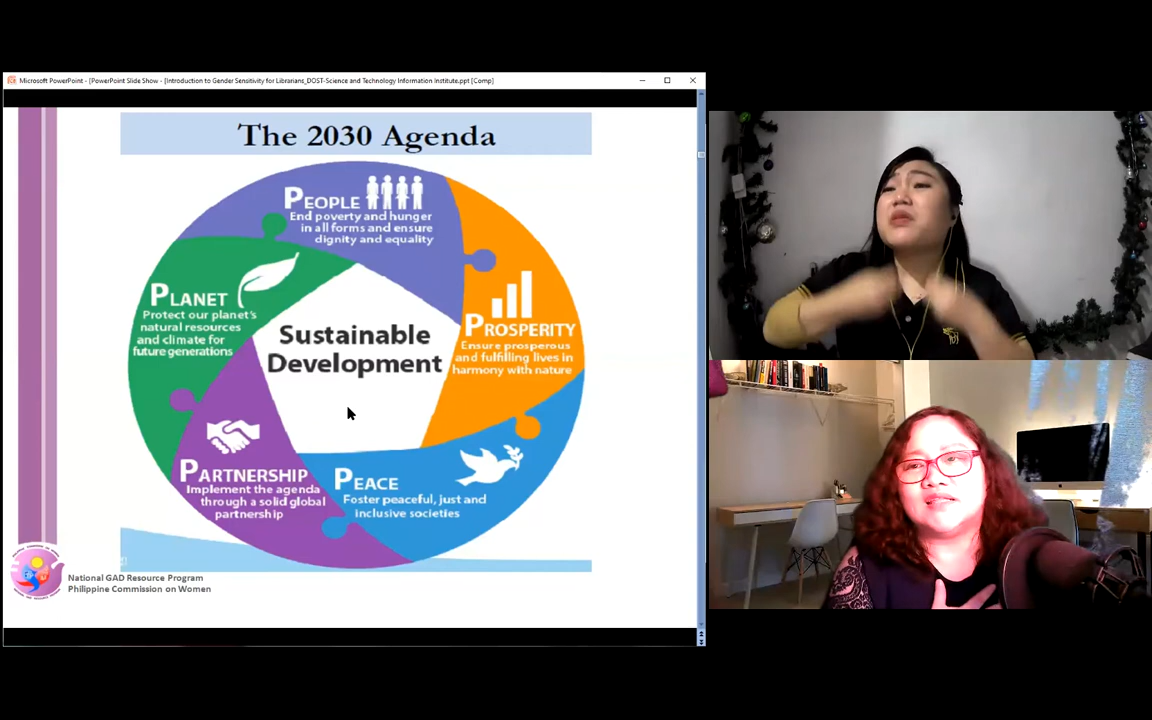 Microsoft PowerPoint - [PowerPoint Slide Show - [Introduction to Gender Sensitivity for Librarians_DOST-Science and Technology Information Institute.ppt [Comp]
The 2030 Agenda
PEOPLE
End poverty and hunger
in all forms and ensure
dignity and equality
PLANET
Protect our planet's
natural resources
and climate for
future generations
PROSPERITY
Ensure prosperous
and fulfilling lives in
harmony with nature
Sustainable
Development
PARTNERSHIP
Implement the agenda
through a solid global
partnership
PEACE
Foster peaceful, just and
inclusive societies
National GAD Resource Program
Philippine Commission on Women